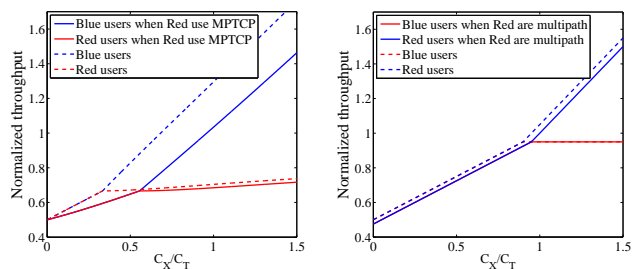 Normalized throughput
1.6
1.4
1.2
1
0.8
0.6
0.4
0
0.5
1
1.5
C_X/C_T
Blue users when Red use MPTCP
Red users when Red use MPTCP
Blue users
Red users
Normalized throughput
1.6
1.4
1.2
1
0.8
0.6
0.4
0
0.5
1
1.5
C_X/C_T
Blue users when Red are multipath
Red users when Red are multipath
Blue users
Red users